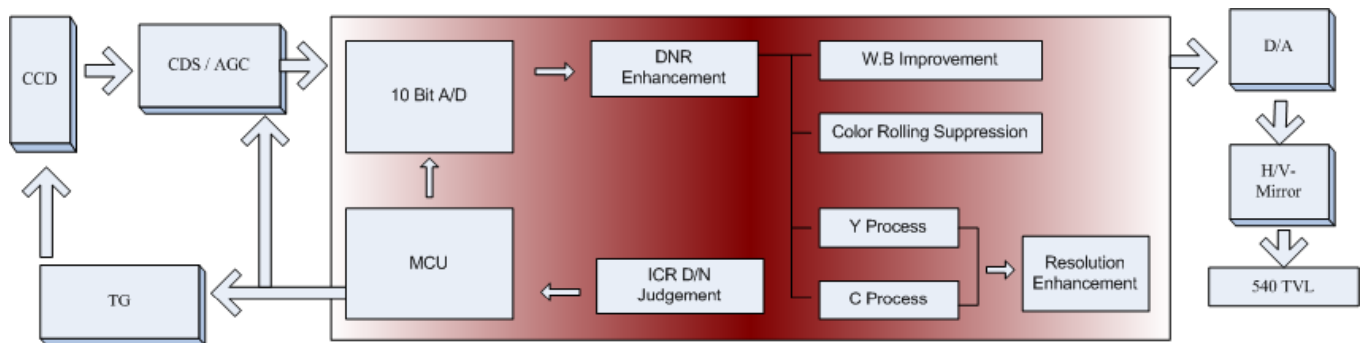 CCD
CDS / AGC
10 Bit A/D
DNR
Enhancement
W.B Improvement
Color Rolling Suppression
Y Process
C Process
Resolution
Enhancement
MCU
ICR D/N
Judgement
TG
D/A
H/V-
Mirror
540 TVL